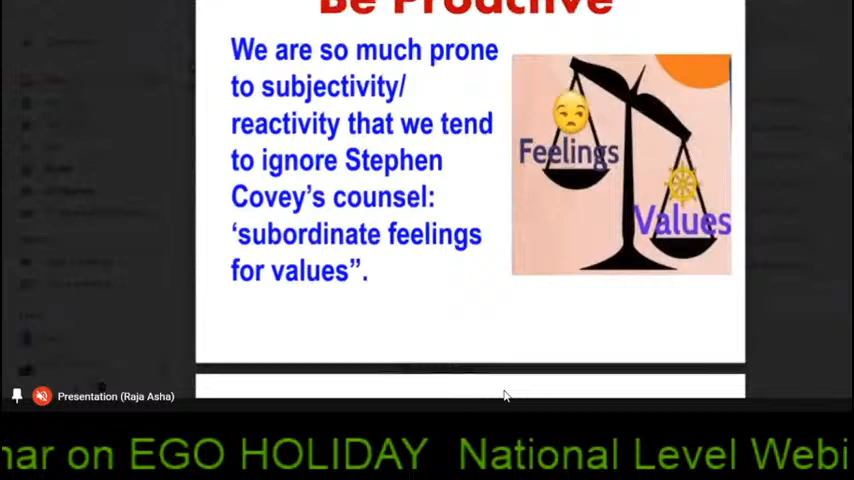 Be Proactive
We are so much prone
to subjectivity/
reactivity that we tend
to ignore Stephen
Covey's counsel:
‘subordinate feelings
for values”.
Feelings
Values
Presentation (Raja Asha)
nar on EGO HOLIDAY National Level Webi